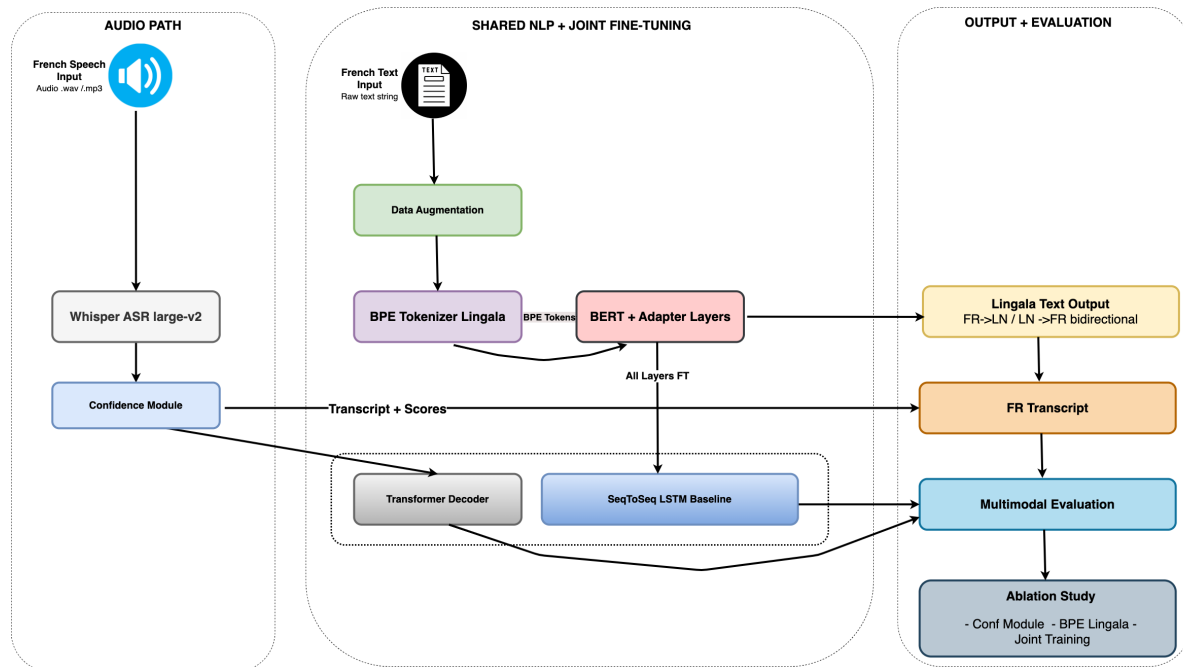 AUDIO PATH
French Speech
Input
Audio .wav /.mp3
Whisper ASR large-v2
Confidence Module
SHARED NLP + JOINT FINE-TUNING
French Text
Input
Raw text string
TEXT
Data Augmentation
BPE Tokenizer Lingala
BPE Tokens
BERT + Adapter Layers
All Layers FT
Transcript + Scores
Transformer Decoder
SeqToSeq LSTM Baseline
OUTPUT + EVALUATION
Lingala Text Output
FR->LN / LN ->FR bidirectional
FR Transcript
Multimodal Evaluation
Ablation Study
- Conf Module - BPE Lingala -
Joint Training